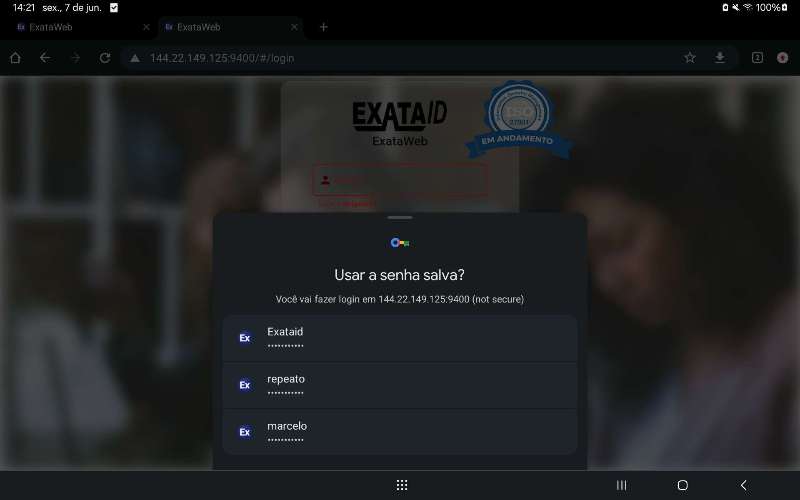 14:21 sex., 7 de jun.
100%
ExataWeb
ExataWeb
144.22.149.125:9400/#/login
2
EXATAID
ExataWeb
ISO
27001
EM ANDAMENTO
Usar a senha salva?
Você vai fazer login em 144.22.149.125:9400 (not secure)
Ex
Exataid
•••••••••••
Ex
repeato
•••••••••••
Ex
marcelo
•••••••••••